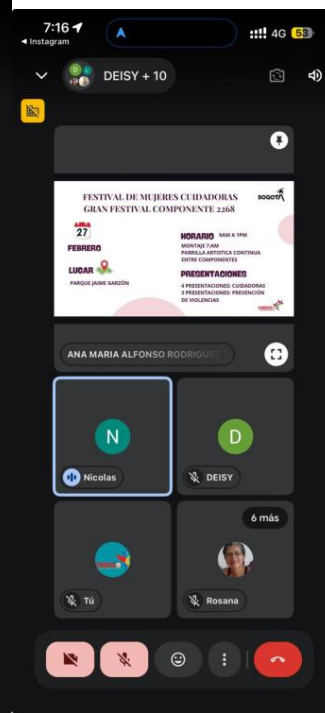 7:16
4G 53
Instagram
DEISY + 10
FESTIVAL DE MUJERES CUIDADORAS
GRAN FESTIVAL COMPONENTE 2268
BOGOTÁ
27
FEBRERO
LUGAR
PARQUE JAIME GARZÓN
HORARIO 9AM A 1PM
MONTAJE 7:AM
PARRILLA ARTISTICA CONTINUA
ENTRE COMPONENTES
PRESENTACIONES
4 PRESENTACIONES: CUIDADORAS
3 PRESENTACIONES: PREVENCIÓN
DE VIOLENCIAS
ANA MARIA ALFONSO RODRIGUEZ
N
Nicolas
D
DEISY
Tú
6 más
Rosana